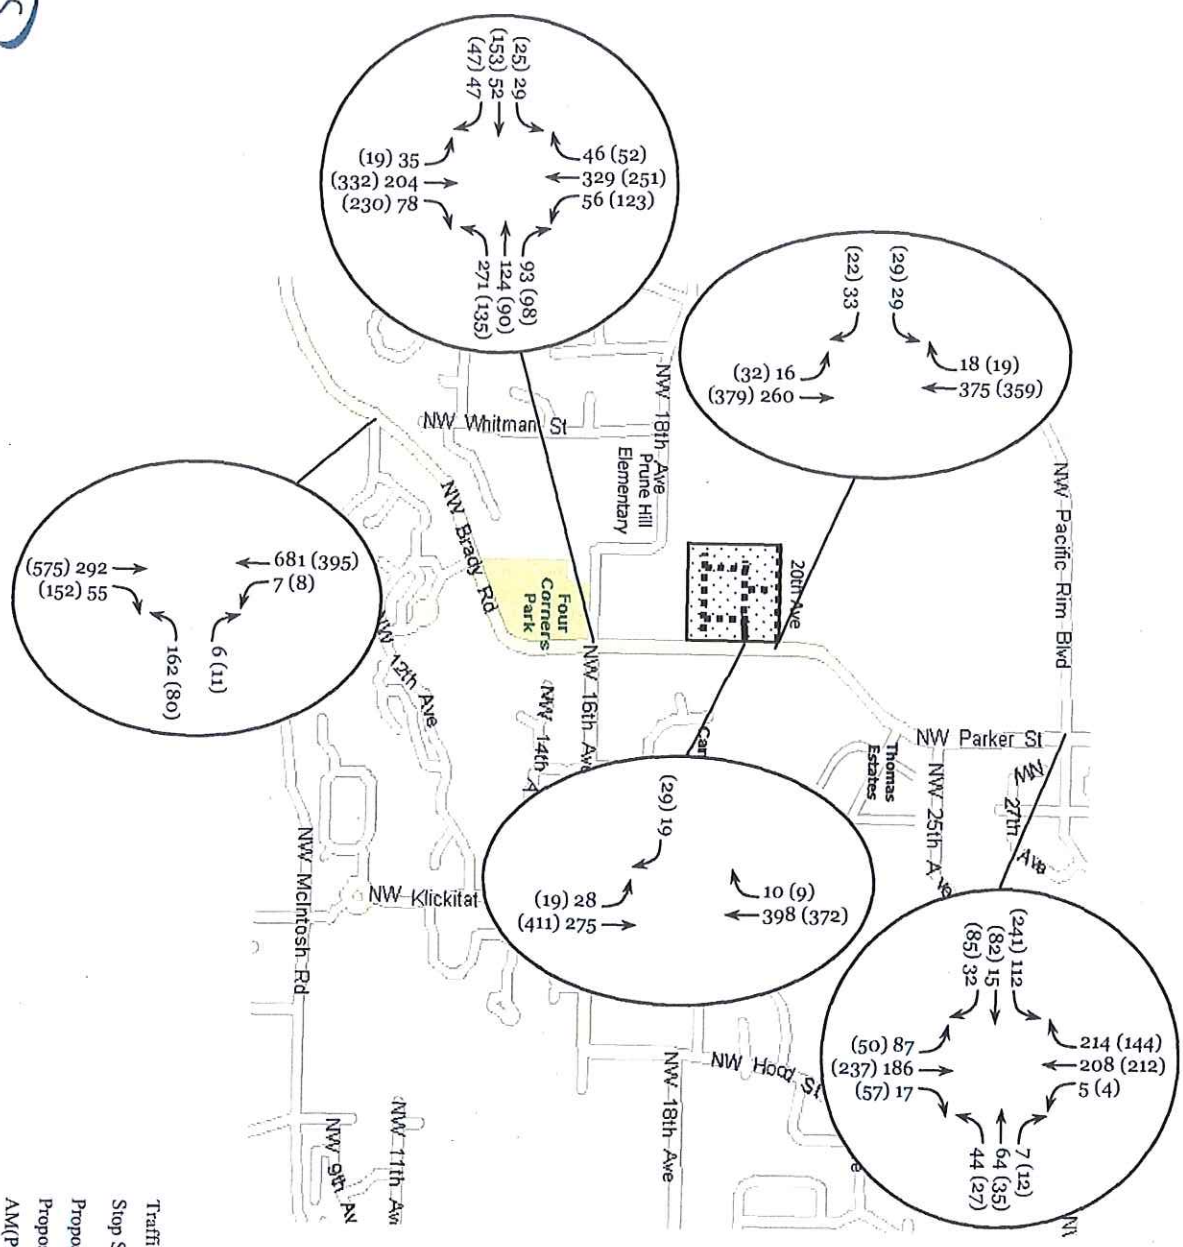 (25) 29
(153) 52
(47) 47
(19) 35
(332) 204
(230) 78
46 (52)
329 (251)
56 (123)
93 (98)
124 (90)
271 (135)
(29) 29
(22) 33
(32) 16
(379) 260
18 (19)
375 (359)
NW 18th Ave
NW Whitman St
Prune Hill
Elementary
NW Pacific Rim Blvd
20th Ave
NW Brady Rd
Four
Corners
Park
(575) 292
(152) 55
681 (395)
7 (8)
6 (11)
162 (80)
NW
12th Ave
NW 14th A
NW 16th Ave
Thomas
Estates
NW Parker St
NW 25th Ave
NW
27th Ave
(29) 19
(19) 28
(411) 275
10 (9)
398 (372)
NW McIntosh Rd
NW Klickitat
(241) 112
(82) 15
(85) 32
(50) 87
(237) 186
(57) 17
214 (144)
208 (212)
5 (4)
7 (12)
64 (35)
44 (27)
NW Hood St
NW 18th Ave
NW 11th Av
NW 9th Av
Traffi
Stop S
Propo
Propo
AM(P